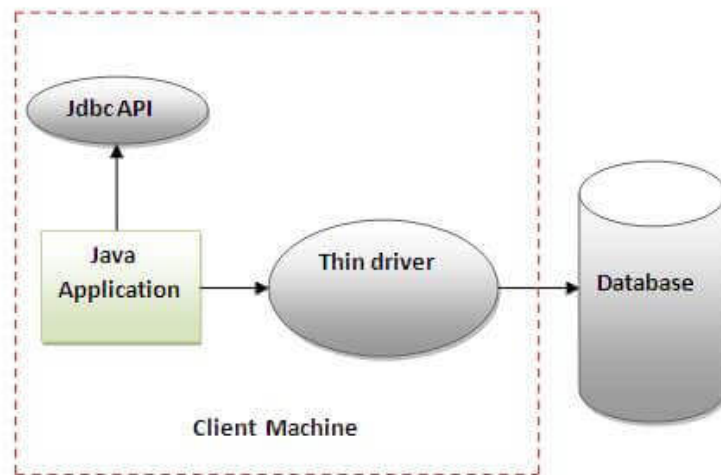 Jdbc API
Java
Application
Thin driver
Database
Client Machine